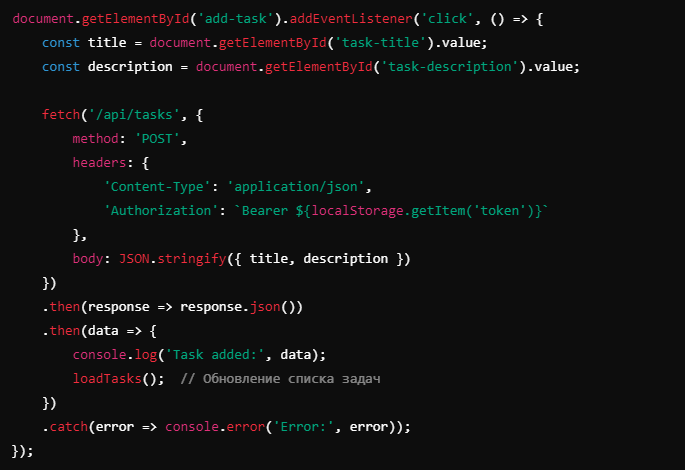 document.getElementById('add-task').addEventListener('click', () => {
    const title = document.getElementById('task-title').value;
    const description = document.getElementById('task-description').value;

    fetch('/api/tasks', {
        method: 'POST',
        headers: {
            'Content-Type': 'application/json',
            'Authorization': `Bearer ${localStorage.getItem('token')}`
        },
        body: JSON.stringify({ title, description })
    })
    .then(response => response.json())
    .then(data => {
        console.log('Task added:', data);
        loadTasks();  // Обновление списка задач
    })
    .catch(error => console.error('Error:', error));
});